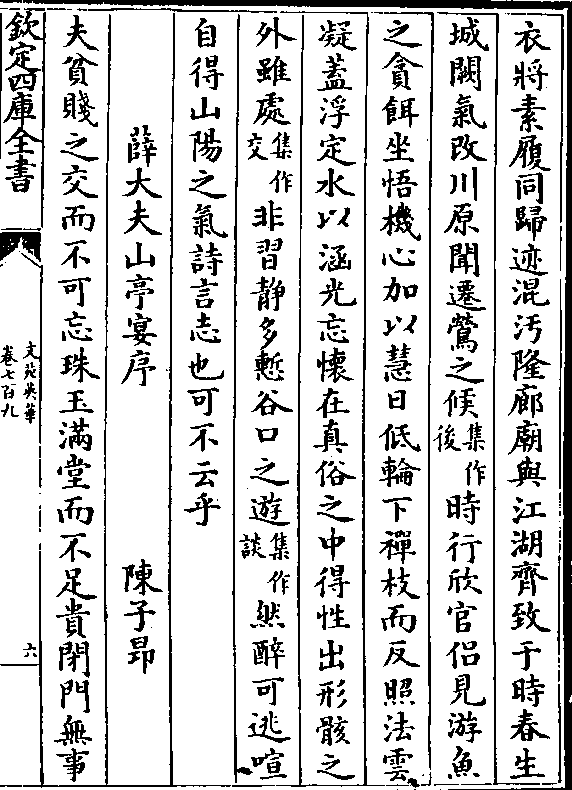 衣將素履同歸迹混汚隆廊廟與江湖齊致于時春生
城闕氣改川原聞遷鶯之候集作後時行欣官侣見游魚
之貪餌坐悟機心加以慧日低輪下禪枝而反照法雲
凝蓋浮定水以涵光忘懷在真俗之中得性出形骸之
外雖處集作交非習静多慙谷口之遊集作談然醉可逃喧
自得山陽之氣詩言志也可不云乎
薛大夫山亭宴序 陳子昻
夫貧賤之交而不可忘珠玉滿堂而不足貴閉門無事
欽定四庫全書
文苑英華
卷七百九
六